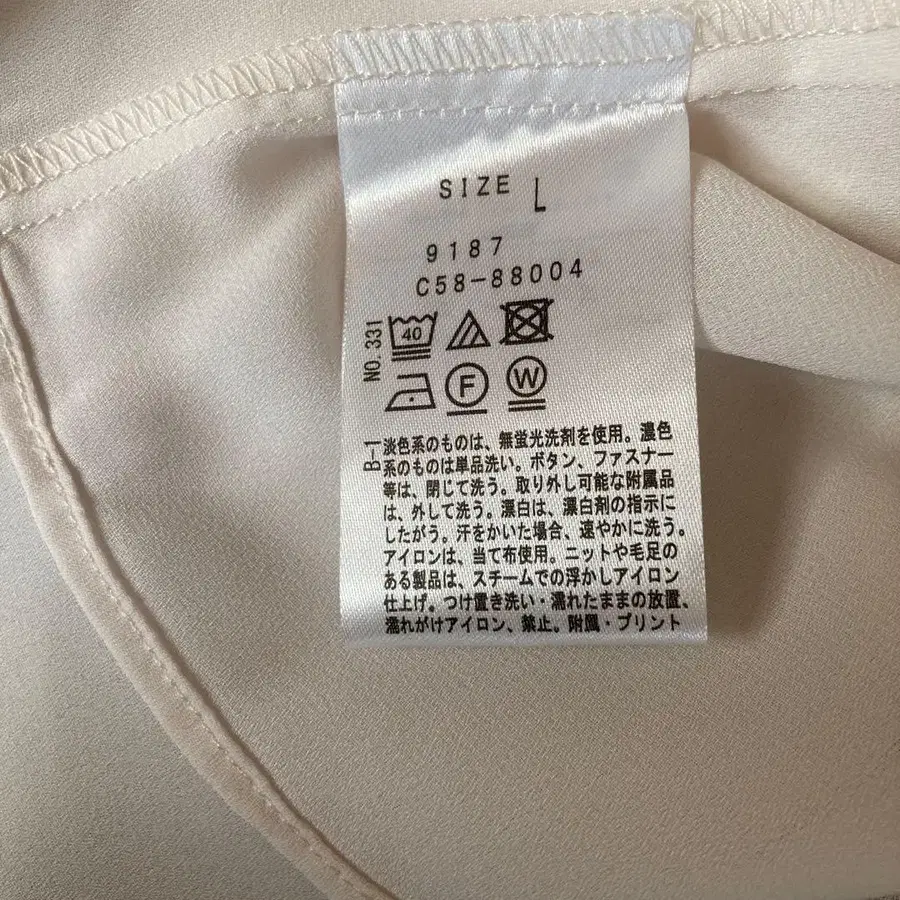 SIZE L
9187
C58-88004
NO.331
40
F W
B-1
淡色系のものは、無蛍光洗剤を使用。濃色
系のものは単品洗い。ボタン、ファスナー
等は、閉じて洗う。取り外し可能な附属品
は、外して洗う。漂白は、漂白剤の指示に
したがう。汗をかいた場合、速やかに洗う。
アイロンは、当て布使用。ニットや毛足の
ある製品は、スチームでの浮かしアイロン
仕上げ。つけ置き洗い・濡れたままの放置、
濡れがけアイロン、禁止。附属・プリント